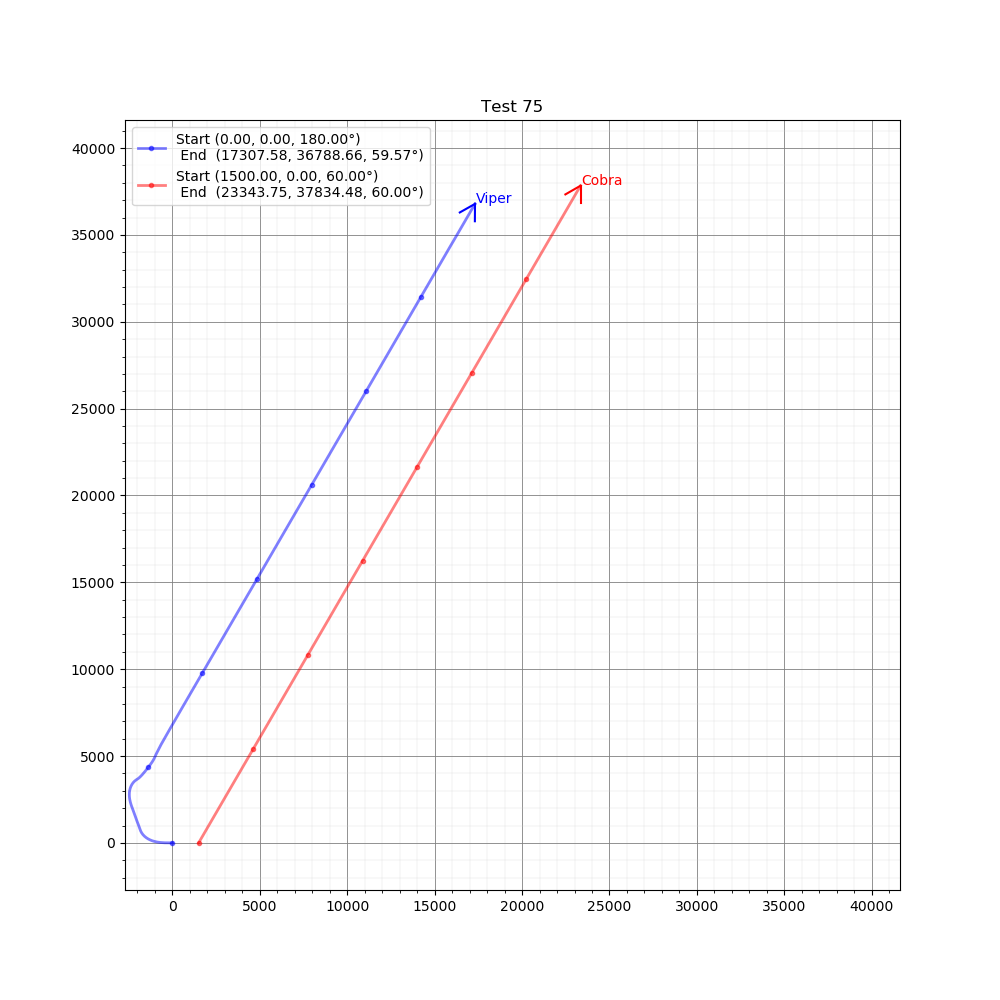 Test 75
Start (0.00, 0.00, 180.00°)
End (17307.58, 36788.66, 59.57°)
Start (1500.00, 0.00, 60.00°)
End (23343.75, 37834.48, 60.00°)
Viper
Cobra
40000
35000
30000
25000
20000
15000
10000
5000
0
0 5000 10000 15000 20000 25000 30000 35000 40000